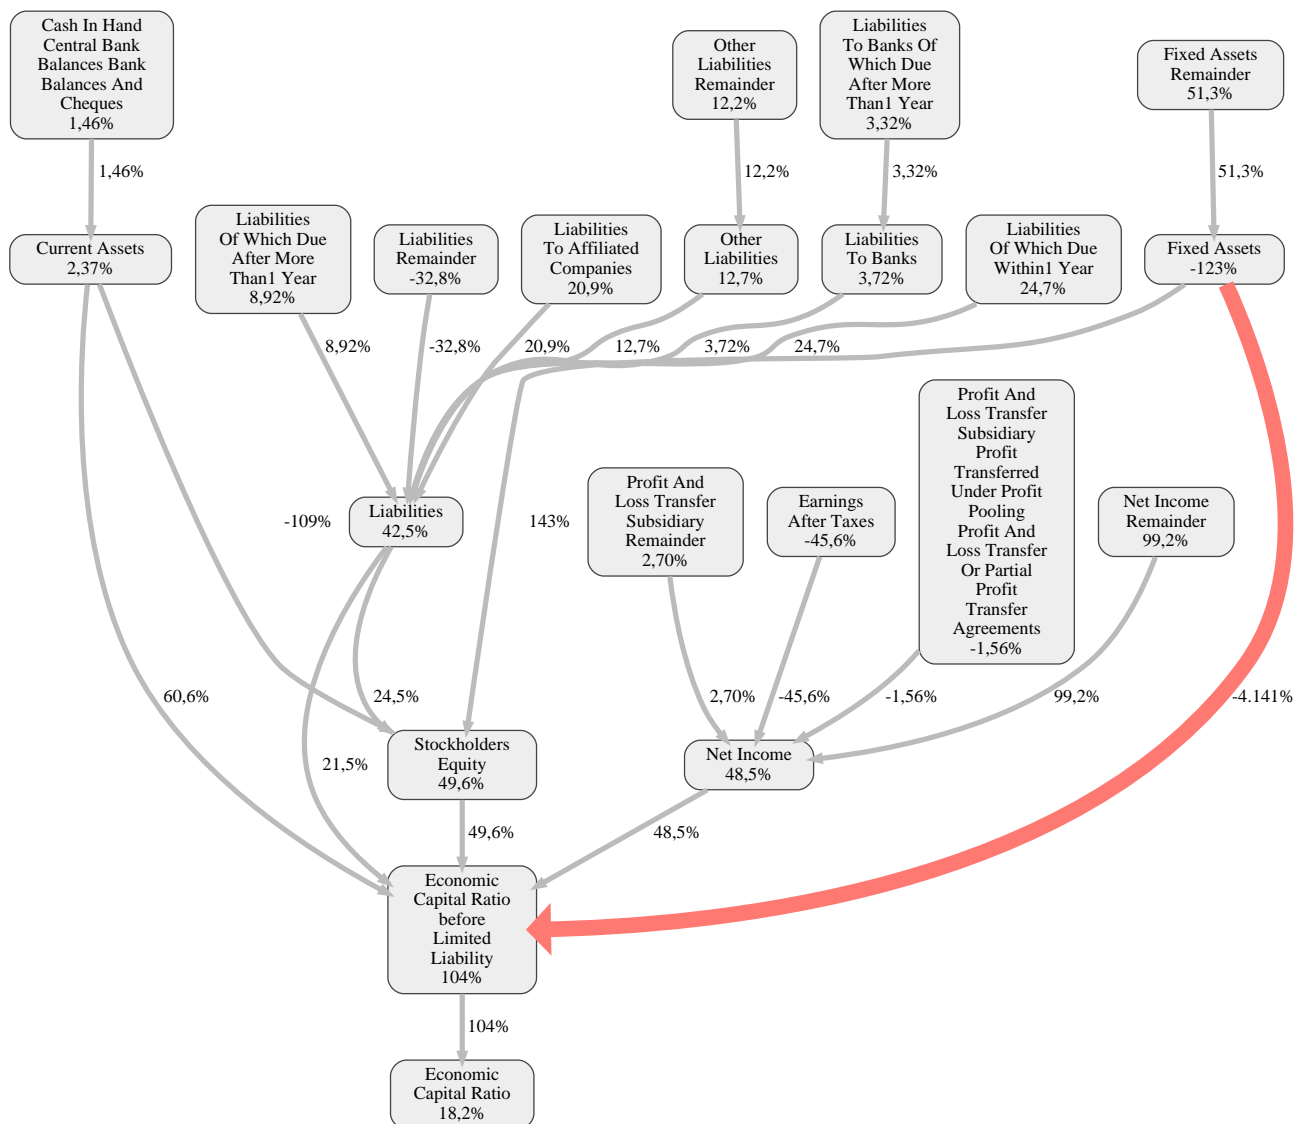 Cash In Hand
Central Bank
Balances Bank
Balances And
Cheques
1,46%
Other
Liabilities
Remainder
12,2%
Liabilities
To Banks Of
Which Due
After More
Than1 Year
3,32%
Fixed Assets
Remainder
51,3%
1,46%
12,2%
3,32%
51,3%
Current Assets
2,37%
Liabilities
Of Which Due
After More
Than1 Year
8,92%
Liabilities
Remainder
-32,8%
Liabilities
To Affiliated
Companies
20,9%
Other
Liabilities
12,7%
Liabilities
To Banks
3,72%
Liabilities
Of Which Due
Within1 Year
24,7%
Fixed Assets
-123%
8,92%
-32,8%
20,9%
12,7%
3,72%
24,7%
Profit And
Loss Transfer
Subsidiary
Profit
Transferred
Under Profit
Pooling
Profit And
Loss Transfer
Or Partial
Profit
Transfer
Agreements
-1,56%
-109%
Liabilities
42,5%
143%
Profit And
Loss Transfer
Subsidiary
Remainder
2,70%
Earnings
After Taxes
-45,6%
Net Income
Remainder
99,2%
60,6%
24,5%
2,70%
-45,6%
-1,56%
99,2%
-4.141%
21,5%
Stockholders
Equity
49,6%
Net Income
48,5%
49,6%
48,5%
Economic
Capital Ratio
before
Limited
Liability
104%
104%
Economic
Capital Ratio
18,2%